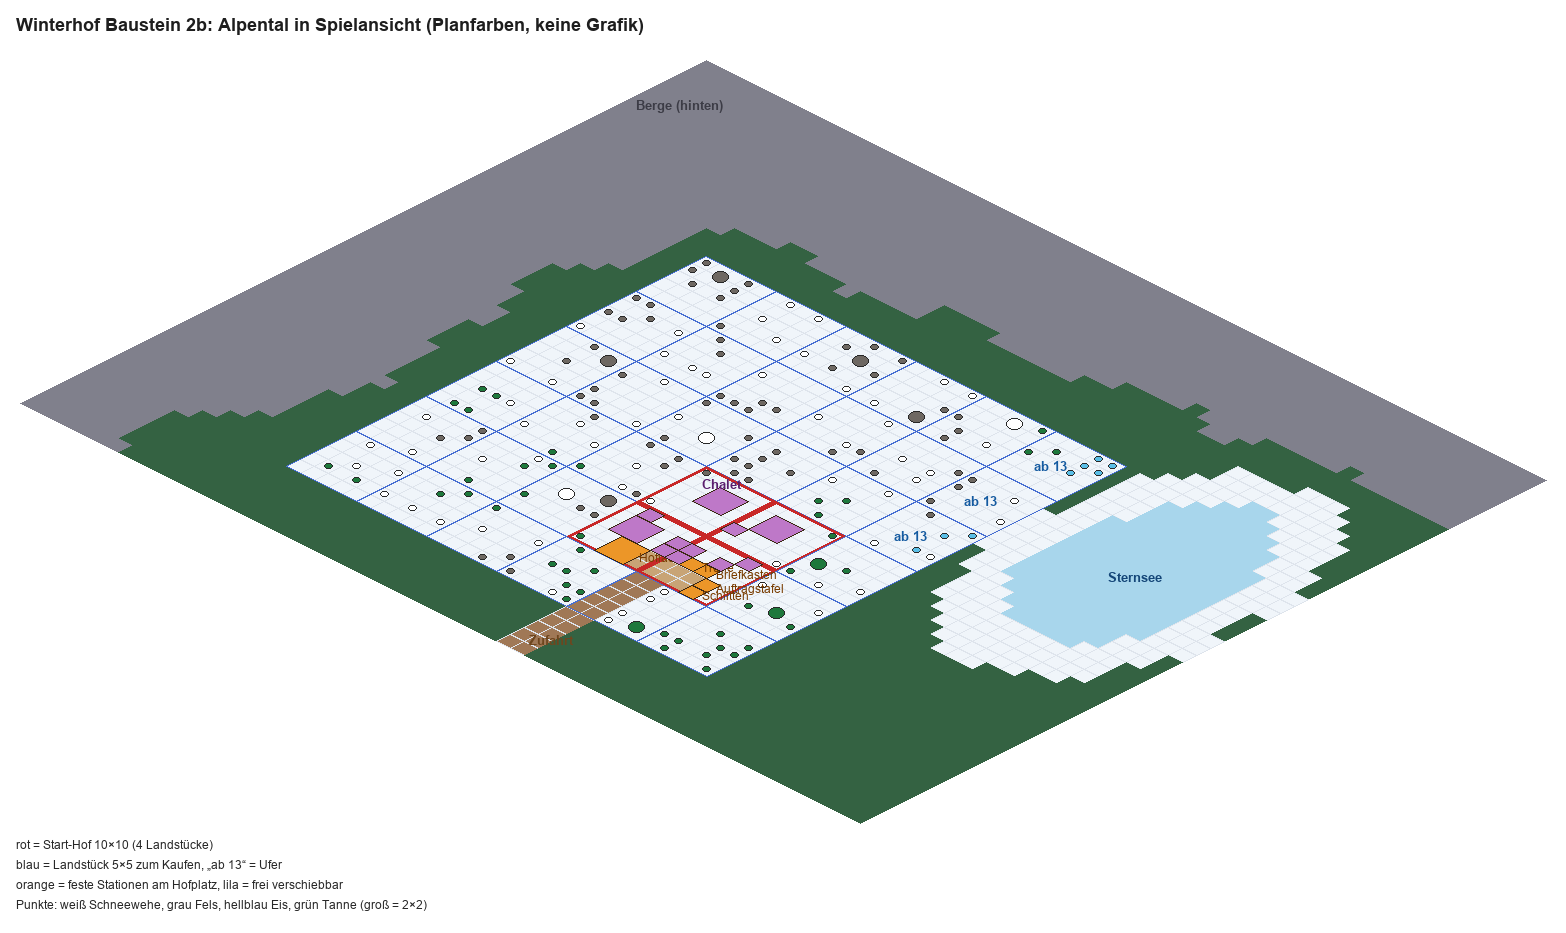 Winterhof Baustein 2b: Alpental in Spielansicht (Planfarben, keine Grafik)
Berge (hinten)
ab 13
Chalet
ab 13
ab 13
Briefkasten
Sternsee
Auftragstafel
Schlitten
Zufahrt
rot = Start-Hof 10×10 (4 Landstücke)
blau = Landstück 5×5 zum Kaufen, „ab 13“ = Ufer
orange = feste Stationen am Hofplatz, lila = frei verschiebbar
Punkte: weiß Schneewehe, grau Fels, hellblau Eis, grün Tanne (groß = 2×2)